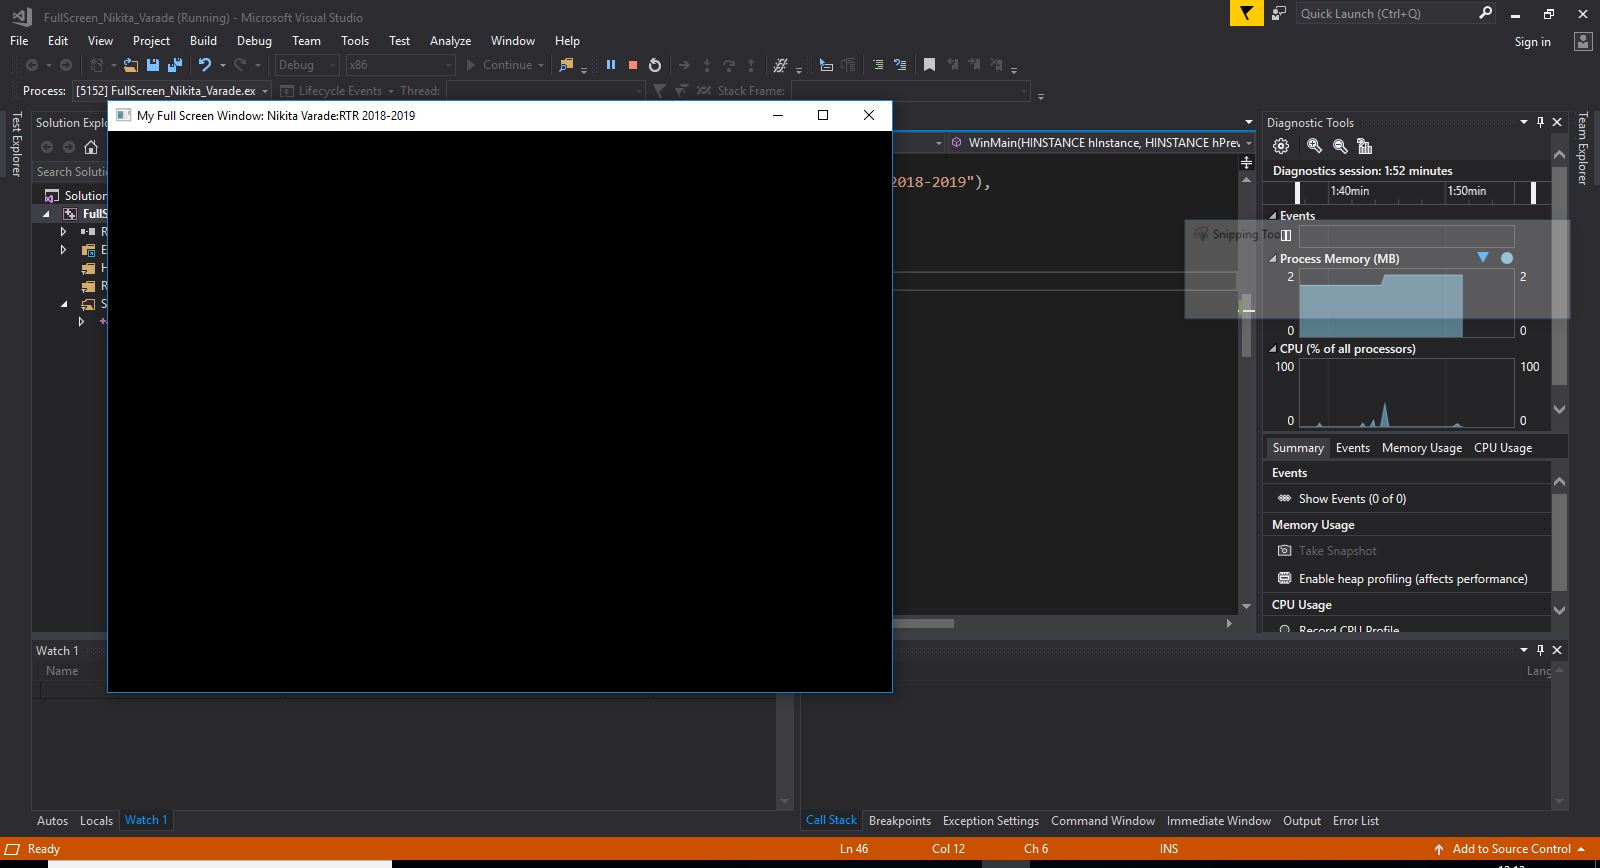 FullScreen_Nikita_Varade (Running) - Microsoft Visual Studio
Quick Launch (Ctrl+Q)
File Edit View Project Build Debug Team Tools Test Analyze Window Help
Sign in
Debug x86 Continue
Process: [5152] FullScreen_Nikita_Varade.ex Lifecycle Events Thread: Stack Frame:
Test Explorer
Solution Explo
Search Soluti
Solution
FullS
R
E
H
R
S
My Full Screen Window: Nikita Varade:RTR 2018-2019
WinMain(HINSTANCE hInstance, HINSTANCE hPrev
2018-2019"),
Diagnostic Tools
Team Explorer
Diagnostics session: 1:52 minutes
1:40min 1:50min
Events
Snipping Too
Process Memory (MB)
2 2
0 0
CPU (% of all processors)
100 100
0 0
Summary Events Memory Usage CPU Usage
Events
Show Events (0 of 0)
Memory Usage
Take Snapshot
Enable heap profiling (affects performance)
CPU Usage
Record CPU Profile
Watch 1
Name
Lang
Autos Locals Watch 1
Call Stack Breakpoints Exception Settings Command Window Immediate Window Output Error List
Ready Ln 46 Col 12 Ch 6 INS Add to Source Control